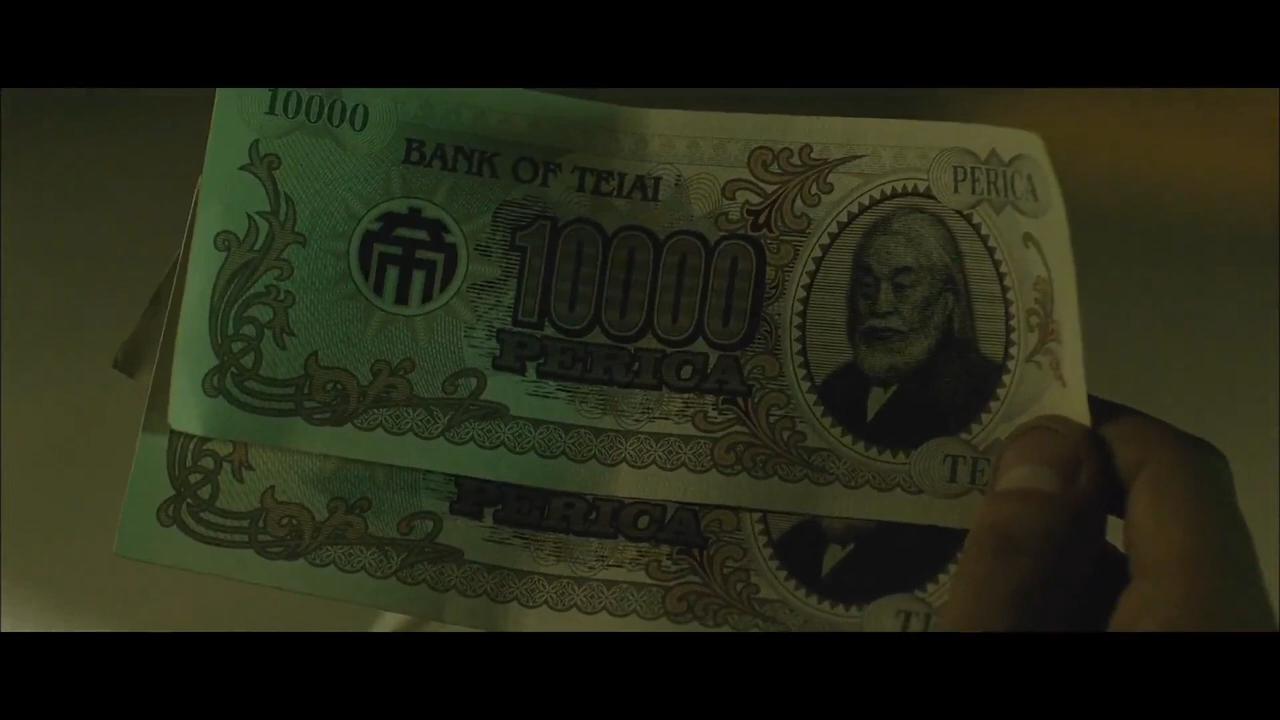 10000
BANK OF TEIAI
PERICA
帝
10000
PERICA
TE
PERICA